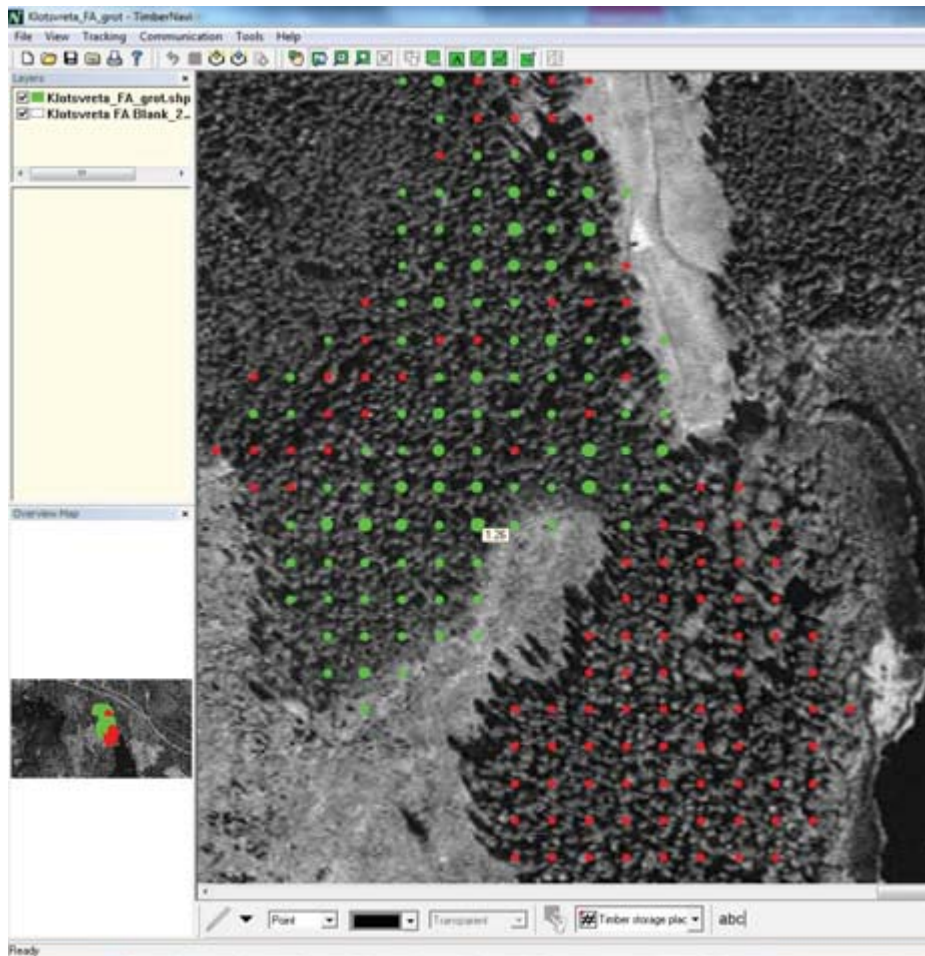 Klotsvreta_FA_grot - TimberNavi
File View Tracking Communication Tools Help
Layers
Klotsvreta_FA_grot.shp
Klotsvreta FA Blank_2...
Overview Map
1.26
Point
Transparent
Timber storage plac
abc
Ready